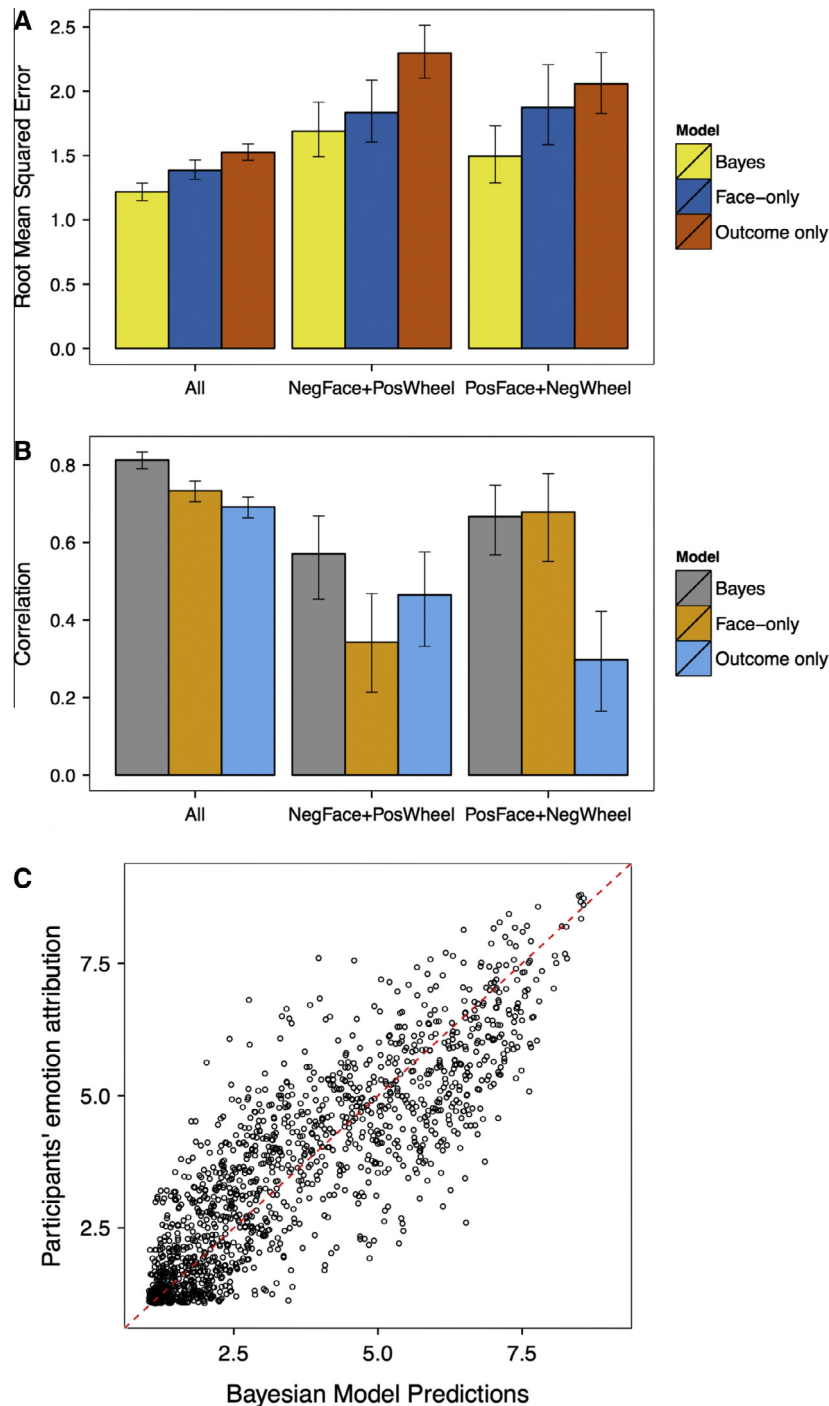 A
Root Mean Squared Error
2.5
2.0
1.5
1.0
0.5
0.0
All NegFace+PosWheel PosFace+NegWheel
Model
Bayes
Face-only
Outcome only
B
Correlation
0.8
0.6
0.4
0.2
0.0
All NegFace+PosWheel PosFace+NegWheel
Model
Bayes
Face-only
Outcome only
C
Participants' emotion attribution
7.5
5.0
2.5
2.5 5.0 7.5
Bayesian Model Predictions